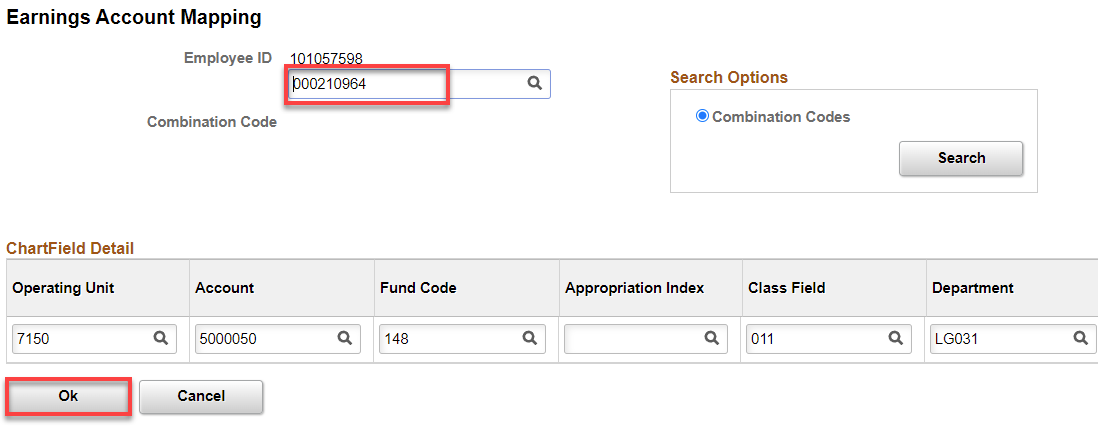 Earnings Account Mapping
Employee ID 101057598
000210964
Search Options
Combination Code
Combination Codes
Search
ChartField Detail
Operating Unit Account Fund Code Appropriation Index Class Field Department
7150 5000050 148 011 LG031
Ok Cancel